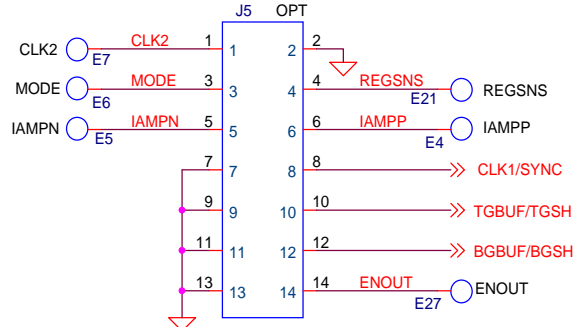 J5 OPT
CLK2 E7 CLK2 1 1 2 2
MODE E6 MODE 3 3 4 4 REGSNS E21 REGSNS
IAMPN E5 IAMPN 5 5 6 6 IAMPP E4 IAMPP
7 7 8 8 CLK1/SYNC
9 9 10 10 TGBUF/TGSH
11 11 12 12 BGBUF/BGSH
13 13 14 14 ENOUT E27 ENOUT